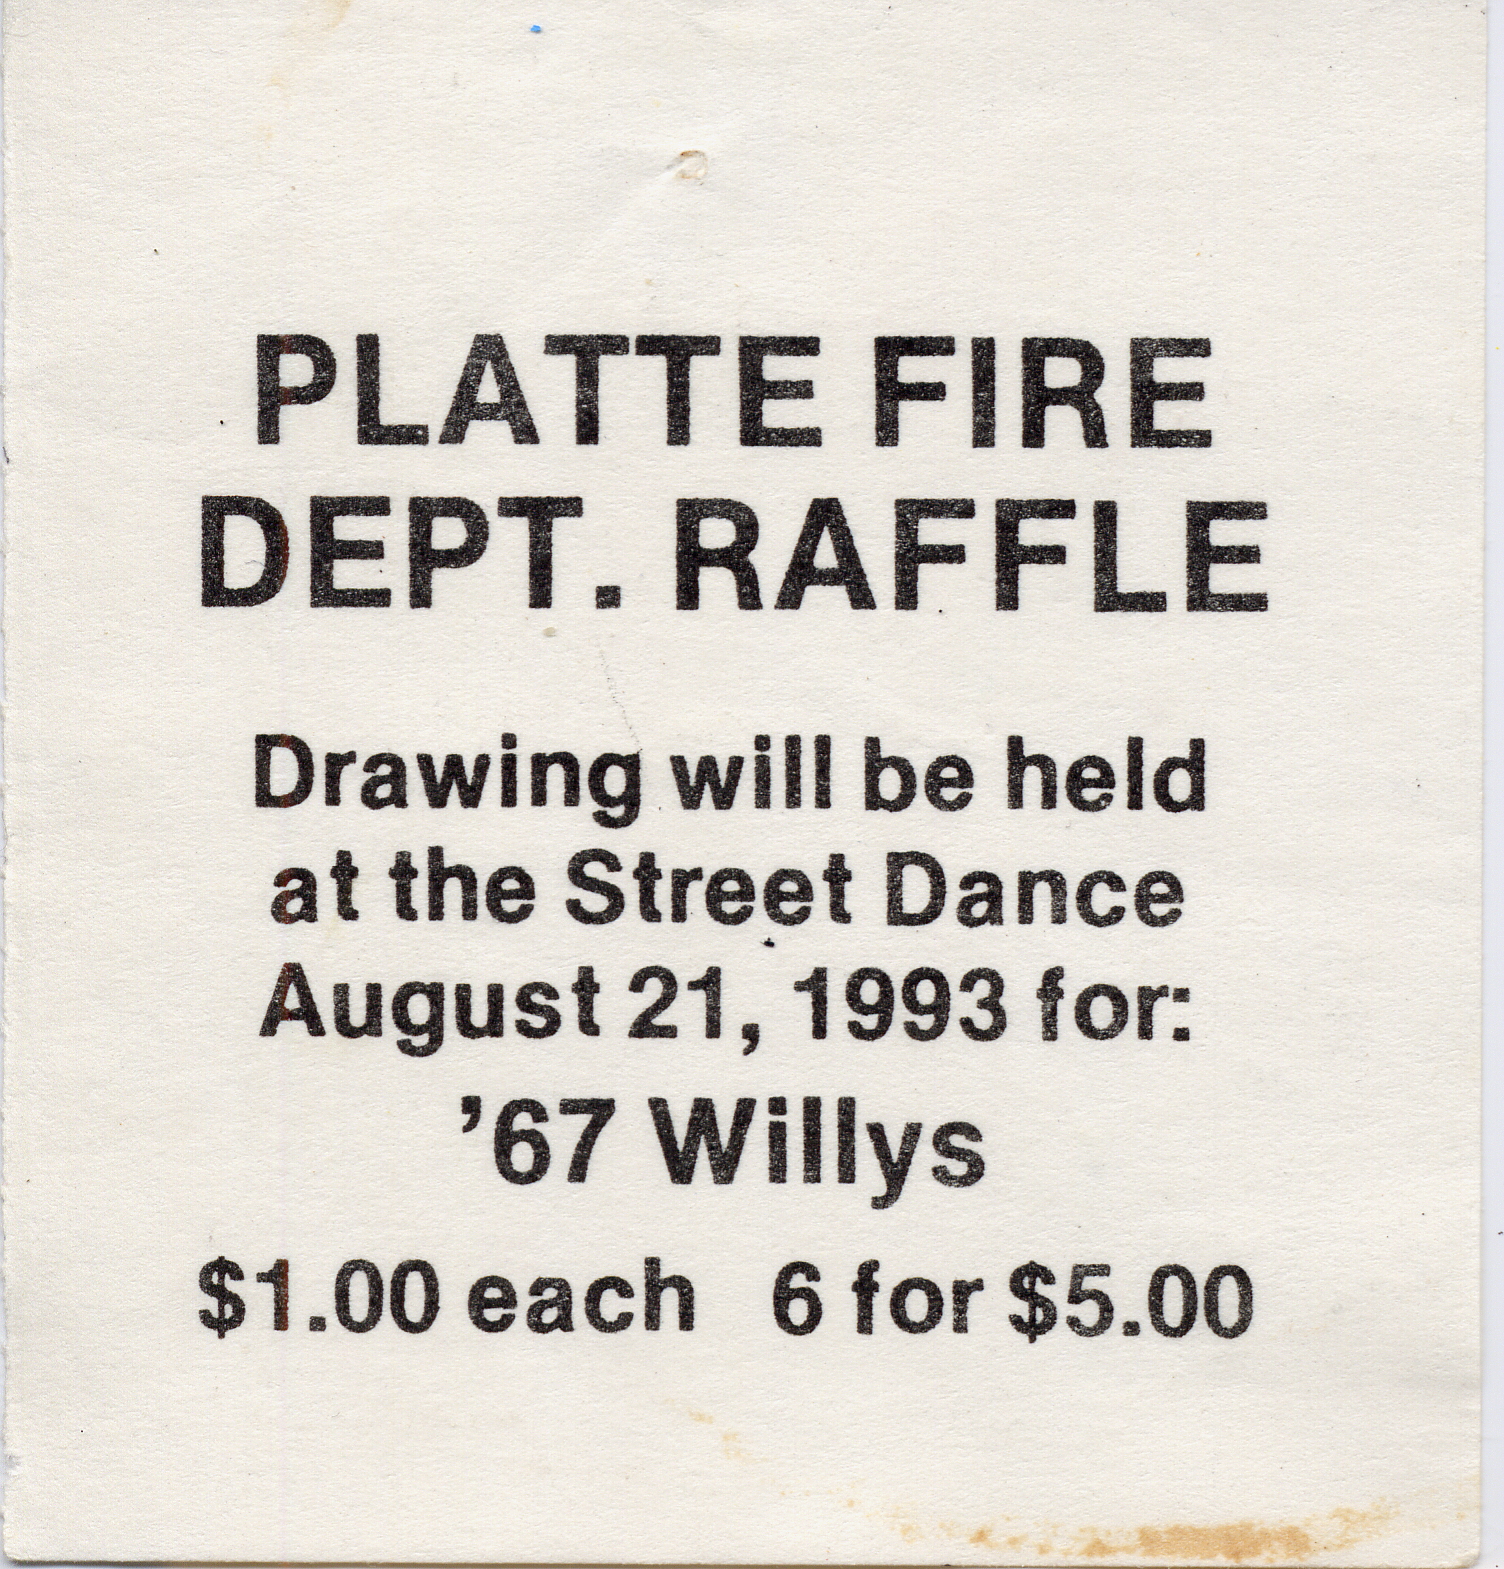 PLATTE FIRE
DEPT. RAFFLE
Drawing will be held
at the Street Dance
August 21, 1993 for:
’67 Willys
$1.00 each 6 for $5.00